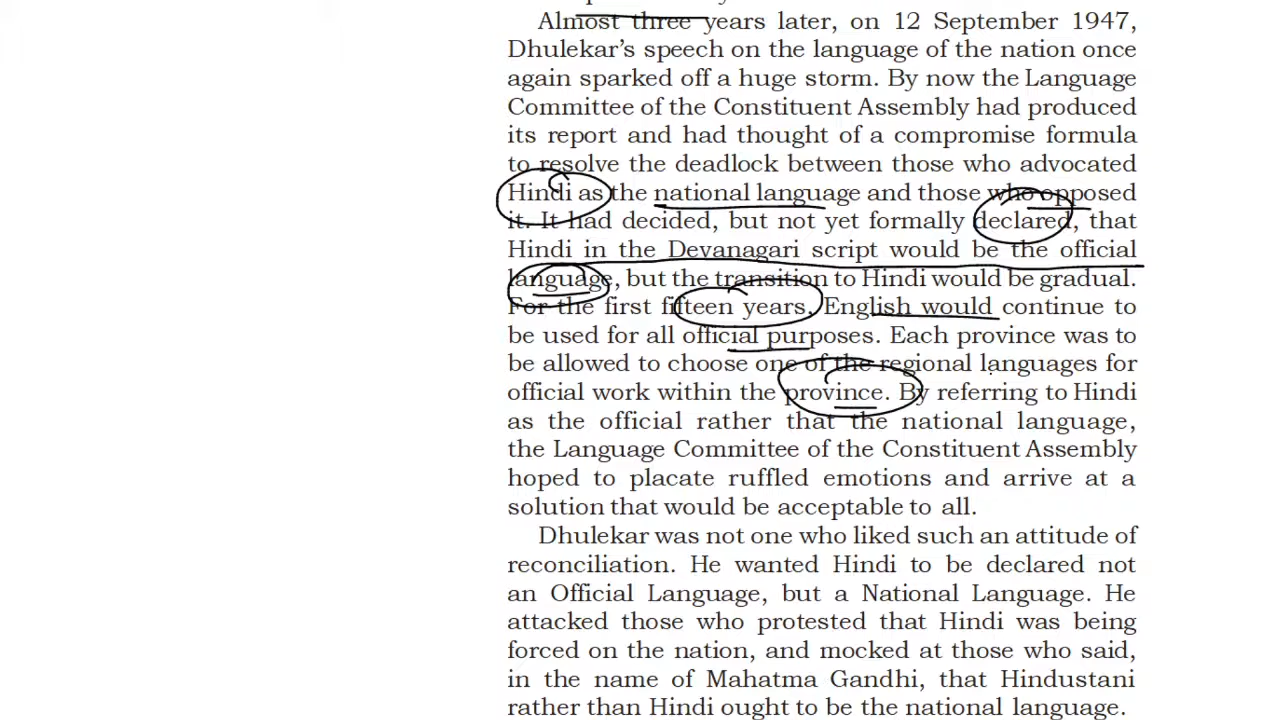 Almost three years later, on 12 September 1947,
Dhulekar’s speech on the language of the nation once
again sparked off a huge storm. By now the Language
Committee of the Constituent Assembly had produced
its report and had thought of a compromise formula
to resolve the deadlock between those who advocated
Hindi as the national language and those who opposed
it. It had decided, but not yet formally declared, that
Hindi in the Devanagari script would be the official
language, but the transition to Hindi would be gradual.
For the first fifteen years, English would continue to
be used for all official purposes. Each province was to
be allowed to choose one of the regional languages for
official work within the province. By referring to Hindi
as the official rather that the national language,
the Language Committee of the Constituent Assembly
hoped to placate ruffled emotions and arrive at a
solution that would be acceptable to all.
Dhulekar was not one who liked such an attitude of
reconciliation. He wanted Hindi to be declared not
an Official Language, but a National Language. He
attacked those who protested that Hindi was being
forced on the nation, and mocked at those who said,
in the name of Mahatma Gandhi, that Hindustani
rather than Hindi ought to be the national language.